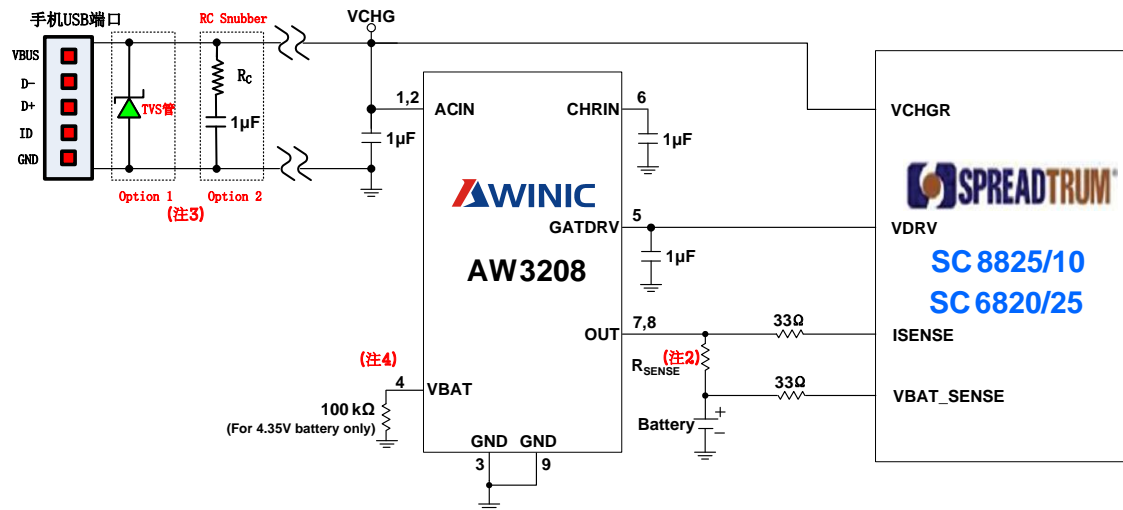 手机USB端口
RC Snubber
VCHG
VBUS
D-
D+
ID
GND
TVS管
RC
1μF
Option 1
Option 2
(注3)
1,2
ACIN
1μF
CHRIN
6
1μF
AWINIC
AW3208
GATDRV
5
1μF
OUT
7,8
(注4)
4
VBAT
100 kΩ
(For 4.35V battery only)
GND GND
3
9
33Ω
RSENSE
(注2)
33Ω
Battery
+
−
VCHGR
SPREADTRUM®
VDRV
SC 8825/10
SC 6820/25
ISENSE
VBAT_SENSE